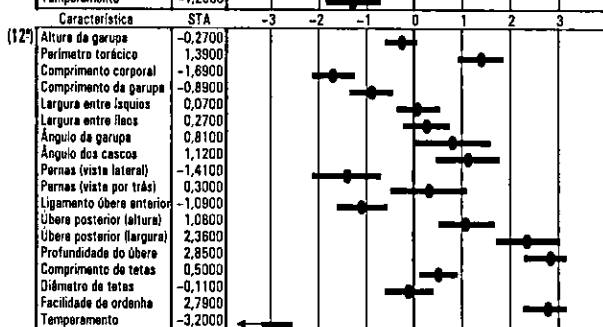 Característica STA -3 -2 -1 0 1 2 3
(12ª) Altura da garupa -0,2700
Perímetro torácico 1,3900
Comprimento corporal -1,6900
Comprimento da garupa -0,8900
Largura entre ísquios 0,0700
Largura entre íleos 0,2700
Ângulo da garupa 0,8100
Ângulo dos cascos 1,1200
Pernas (vista lateral) -1,4100
Pernas (vista por trás) 0,3000
Ligamento úbere anterior -1,0900
Úbere posterior (altura) 1,0800
Úbere posterior (largura) 2,3600
Profundidade do úbere 2,8500
Comprimento de tetas 0,5000
Diâmetro de tetas -0,1100
Facilidade de ordenha 2,7900
Temperamento -3,2000